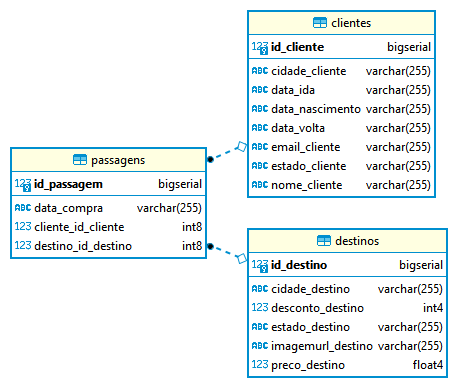 clientes
123 id_cliente bigserial
ABC cidade_cliente varchar(255)
ABC data_ida varchar(255)
ABC data_nascimento varchar(255)
ABC data_volta varchar(255)
ABC email_cliente varchar(255)
ABC estado_cliente varchar(255)
ABC nome_cliente varchar(255)
passagens
123 id_passagem bigserial
ABC data_compra varchar(255)
123 cliente_id_cliente int8
123 destino_id_destino int8
destinos
123 id_destino bigserial
ABC cidade_destino varchar(255)
123 desconto_destino int4
ABC estado_destino varchar(255)
ABC imagemurl_destino varchar(255)
123 preco_destino float4